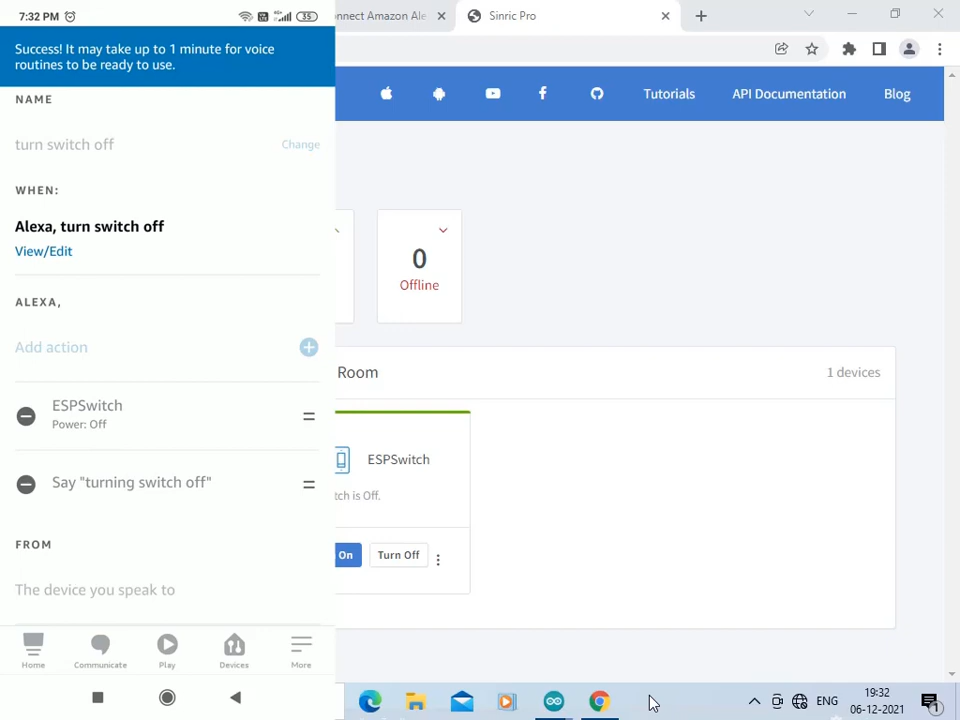 7:32 PM
35
Success! It may take up to 1 minute for voice
routines to be ready to use.
NAME
turn switch off
Change
WHEN:
Alexa, turn switch off
View/Edit
ALEXA,
Add action
ESPSwitch
Power: Off
Say "turning switch off"
FROM
The device you speak to
Home
Communicate
Play
Devices
More
onnect Amazon Ale
Sinric Pro
Tutorials
API Documentation
Blog
0
Offline
Room
1 devices
ESPSwitch
tch is Off.
On
Turn Off
ENG
19:32
06-12-2021
1